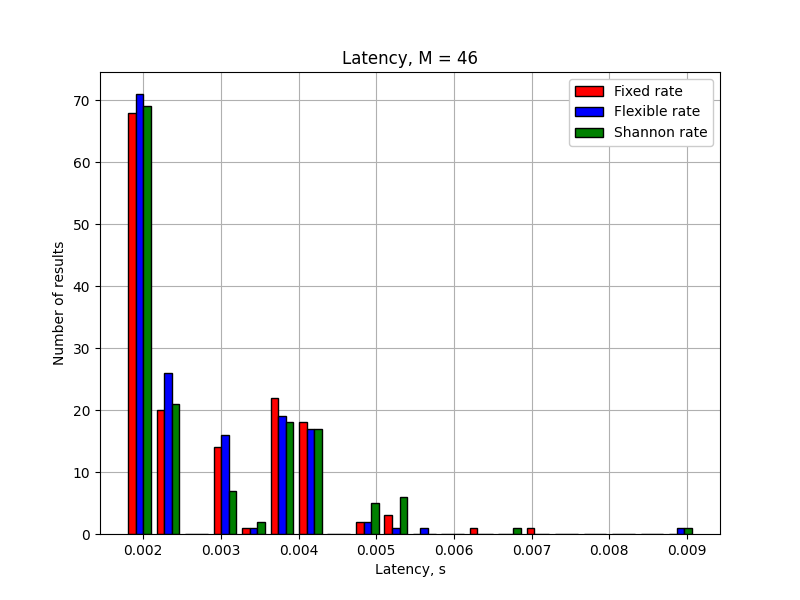 Latency, M = 46
Fixed rate
Flexible rate
Shannon rate
70
60
50
40
30
20
10
0
Number of results
0.002 0.003 0.004 0.005 0.006 0.007 0.008 0.009
Latency, s